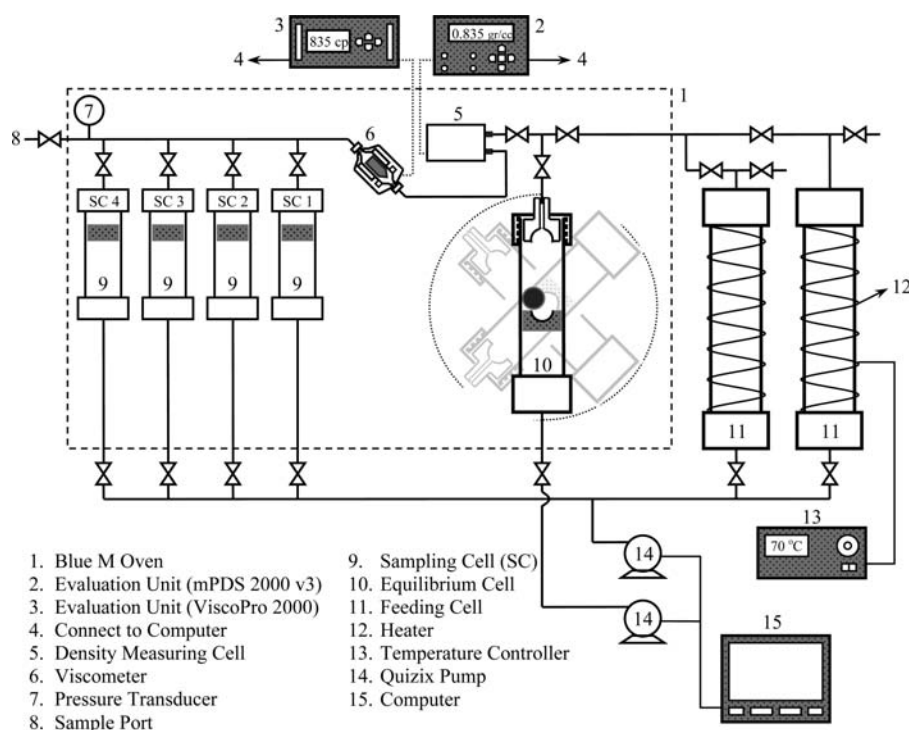 3
835 cp
4
0.835 gr/cc
2
4
1
7
8
6
5
SC 4
SC 3
SC 2
SC 1
9
9
9
9
10
12
11
11
13
70 °C
14
14
15
1. Blue M Oven
2. Evaluation Unit (mPDS 2000 v3)
3. Evaluation Unit (ViscoPro 2000)
4. Connect to Computer
5. Density Measuring Cell
6. Viscometer
7. Pressure Transducer
8. Sample Port
9. Sampling Cell (SC)
10. Equilibrium Cell
11. Feeding Cell
12. Heater
13. Temperature Controller
14. Quizix Pump
15. Computer